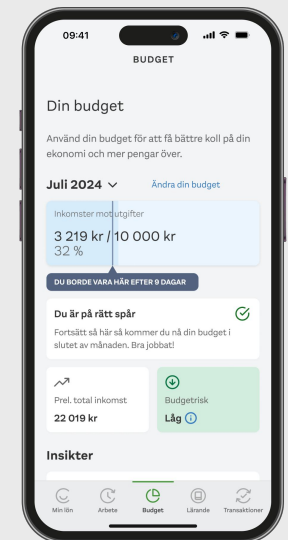 09:41
BUDGET
Din budget
Använd din budget för att få bättre koll på din
ekonomi och mer pengar över.
Juli 2024
Ändra din budget
Inkomster mot utgifter
3 219 kr / 10 000 kr
32 %
DU BORDE VARA HÄR EFTER 9 DAGAR
Du är på rätt spår
Fortsätt så här så kommer du nå din budget i
slutet av månaden. Bra jobbat!
Prel. total inkomst
22 019 kr
Budgetrisk
Låg
Insikter
Min lön
Arbete
Budget
Lärande
Transaktioner